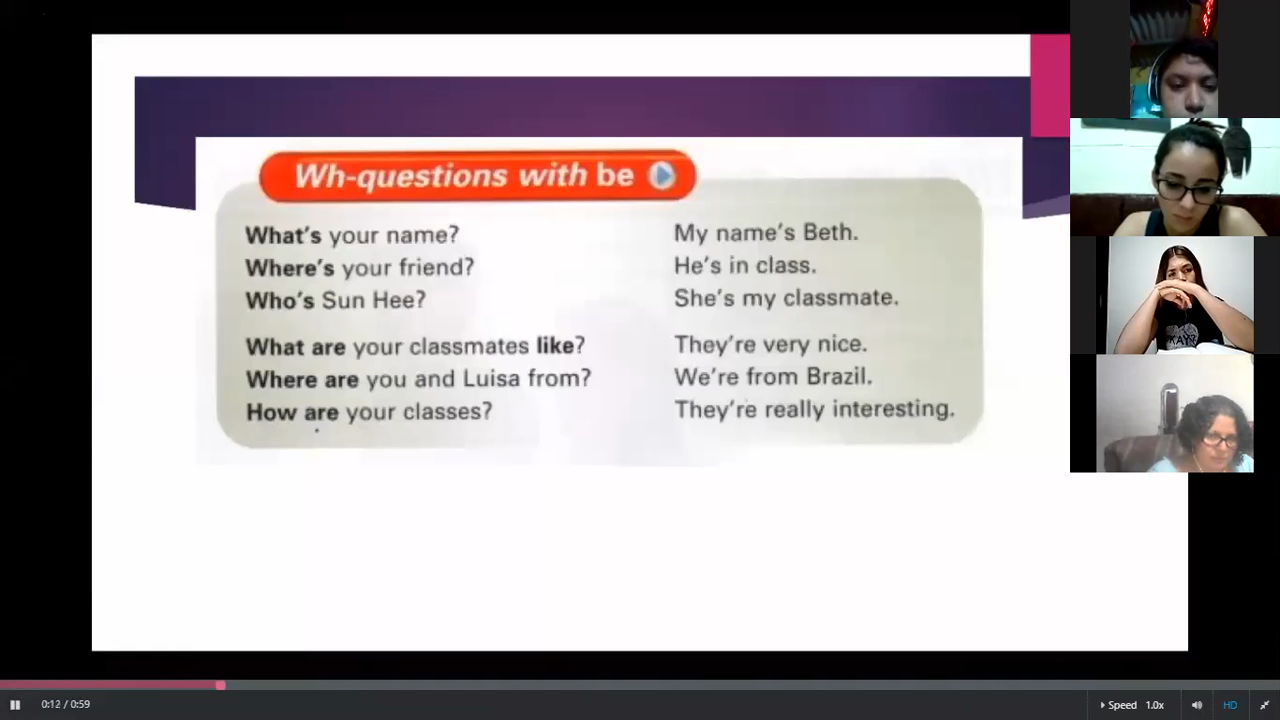 Wh-questions with be
What's your name? My name's Beth.
Where's your friend? He's in class.
Who's Sun Hee? She's my classmate.
What are your classmates like? They're very nice.
Where are you and Luisa from? We're from Brazil.
How are your classes? They're really interesting.
0:12 / 0:59 Speed 1.0x HD